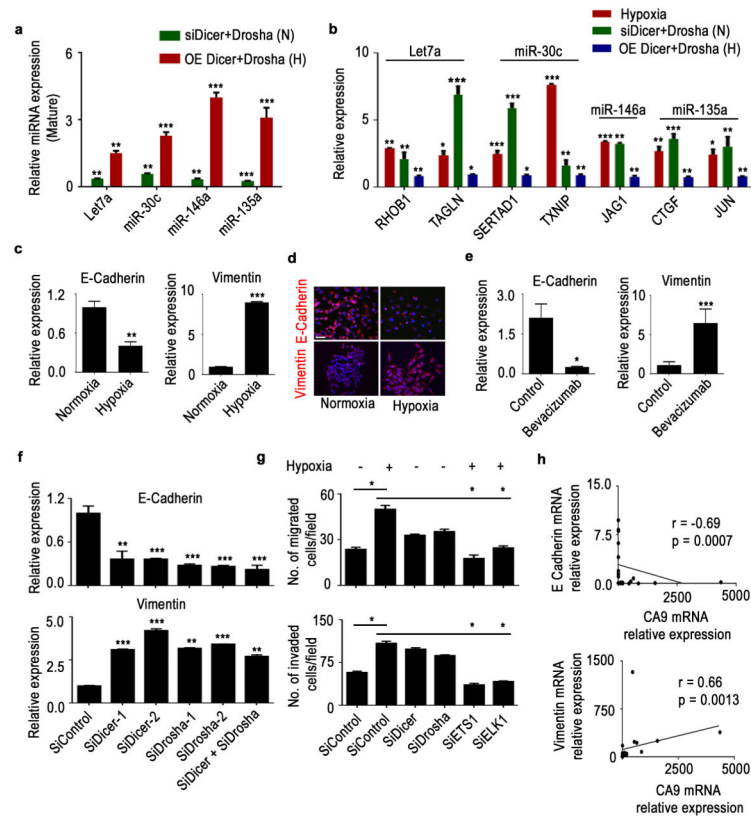 a
siDicer+Drosha (N)
OE Dicer+Drosha (H)
Relative miRNA expression
(Mature)
6
3
1
0
** ** ** *** ** *** *** ***
Let7a
miR-30c
miR-146a
miR-135a
b
Hypoxia
siDicer+Drosha (N)
OE Dicer+Drosha (H)
Relative expression
10
5
0
Let7a
miR-30c
miR-146a
miR-135a
** ** ** * *** ** *** *** * *** ** ** *** *** ** ** *** ** * ** **
RHOB1
TAGLN
SERTAD1
TXNIP
JAG1
CTGF
JUN
c
E-Cadherin
Relative expression
1.2
0.6
0.0
**
Normoxia
Hypoxia
Vimentin
Relative expression
10
5
0
***
Normoxia
Hypoxia
d
Vimentin E-Cadherin
Normoxia
Hypoxia
e
E-Cadherin
Relative expression
3.0
1.5
0.0
*
Control
Bevacizumab
Vimentin
Relative expression
10
5
0
***
Control
Bevacizumab
f
E-Cadherin
Relative expression
1.2
0.6
0.0
** *** *** *** ***
Vimentin
Relative expression
5.0
2.5
0.0
*** *** ** *** **
SiControl
SiDicer-1
SiDicer-2
SiDrosha-1
SiDrosha-2
SiDicer + SiDrosha
g
Hypoxia - + - - + +
No. of migrated
cells/field
60
30
0
* * *
No. of invaded
cells/field
180
90
0
* * *
SiControl
SiControl
SiDicer
SiDrosha
SiETS1
SiELK1
h
E Cadherin mRNA
relative expression
15.0
7.5
0.0
r = -0.69
p = 0.0007
2500 5000
CA9 mRNA
relative expression
Vimentin mRNA
relative expression
1500
750
0
r = 0.66
p = 0.0013
2500 5000
CA9 mRNA
relative expression